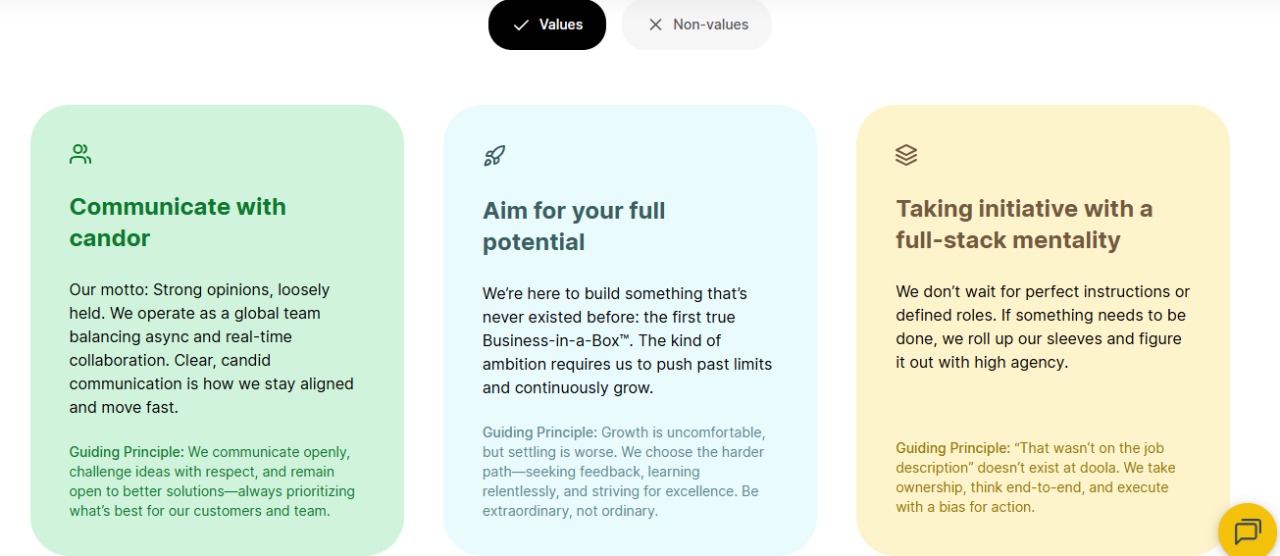 Values
Non-values
Communicate with
candor
Our motto: Strong opinions, loosely
held. We operate as a global team
balancing async and real-time
collaboration. Clear, candid
communication is how we stay aligned
and move fast.
Guiding Principle: We communicate openly,
challenge ideas with respect, and remain
open to better solutions—always prioritizing
what’s best for our customers and team.
Aim for your full
potential
We’re here to build something that’s
never existed before: the first true
Business-in-a-Box™. The kind of
ambition requires us to push past limits
and continuously grow.
Guiding Principle: Growth is uncomfortable,
but settling is worse. We choose the harder
path—seeking feedback, learning
relentlessly, and striving for excellence. Be
extraordinary, not ordinary.
Taking initiative with a
full-stack mentality
We don’t wait for perfect instructions or
defined roles. If something needs to be
done, we roll up our sleeves and figure
it out with high agency.
Guiding Principle: “That wasn’t on the job
description” doesn’t exist at doola. We take
ownership, think end-to-end, and execute
with a bias for action.